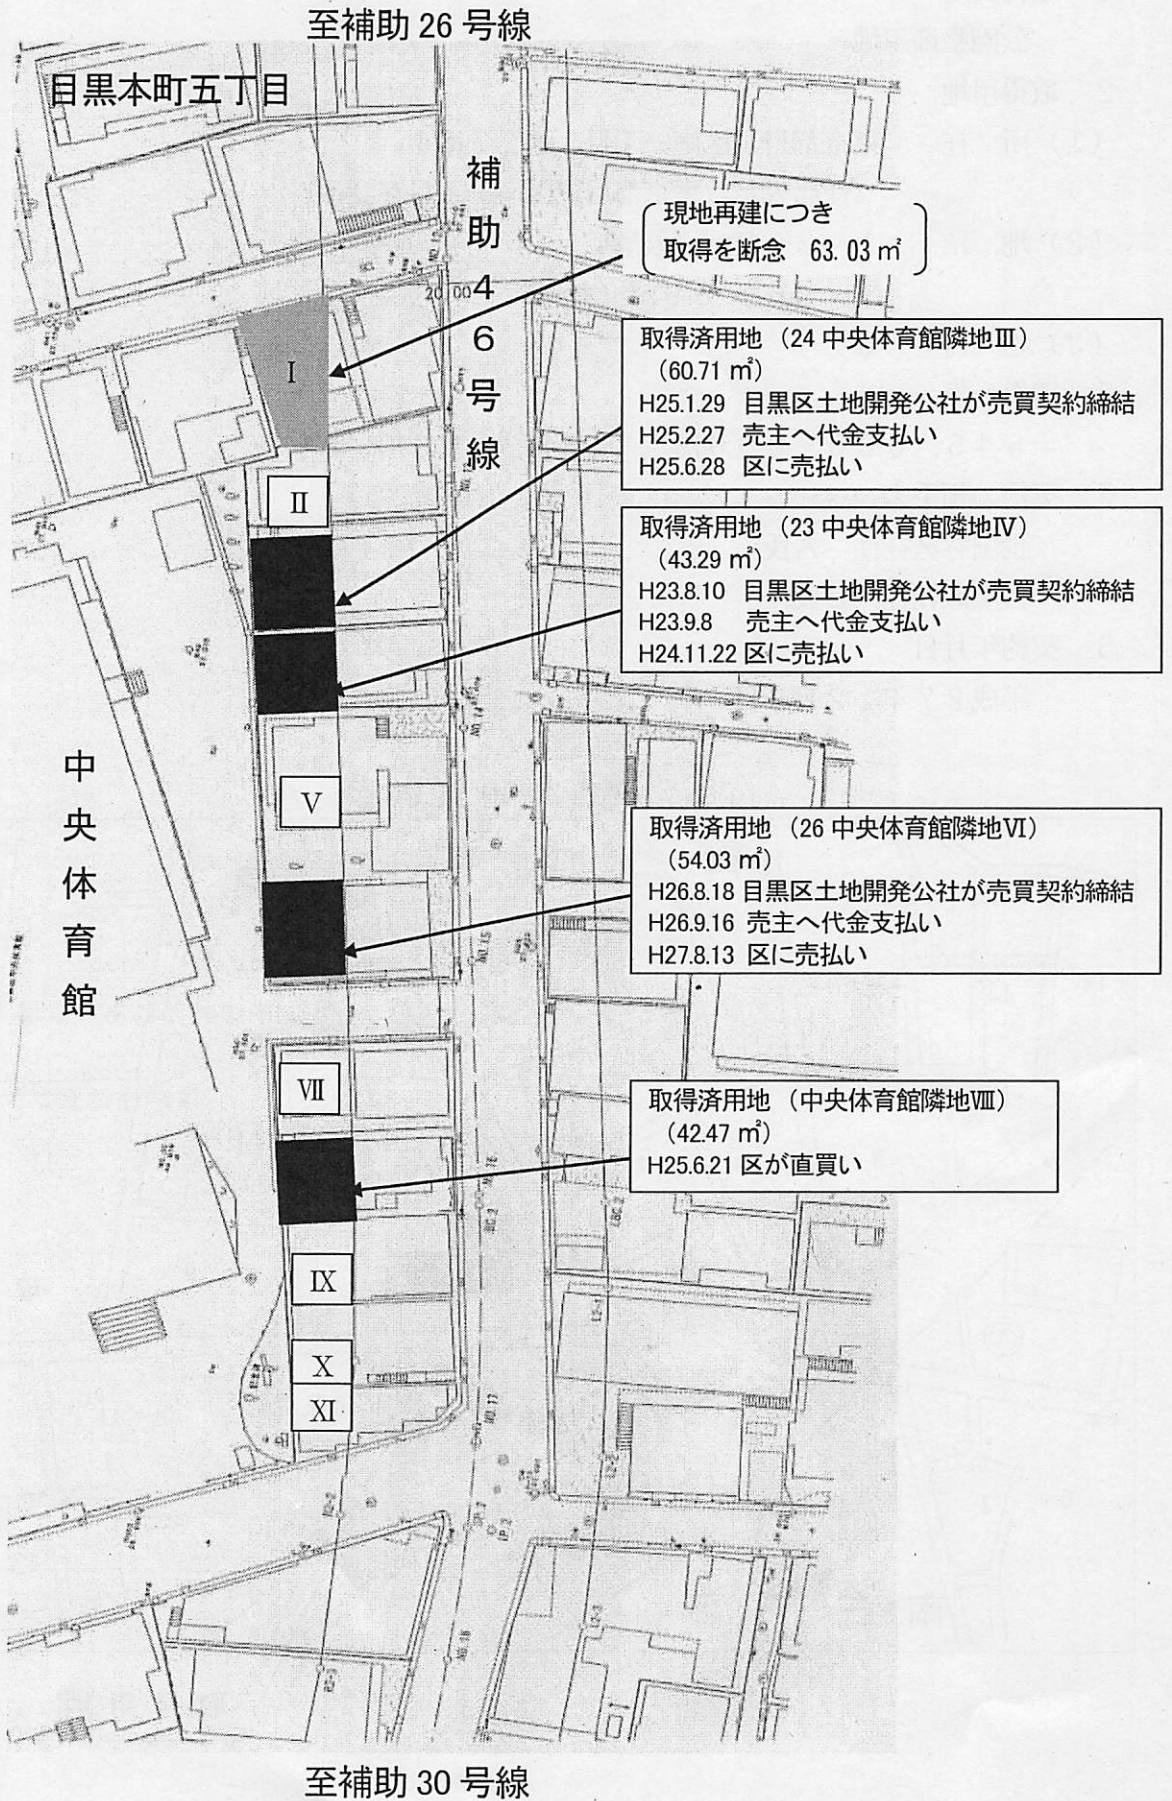 至補助 26 号線
目黒本町五丁目
補助46号線
現地再建につき
取得を断念 63.03 ㎡
20.00
I
取得済用地 (24 中央体育館隣地Ⅲ)
(60.71 ㎡)
H25.1.29 目黒区土地開発公社が売買契約締結
H25.2.27 売主へ代金支払い
H25.6.28 区に売払い
II
取得済用地 (23 中央体育館隣地Ⅳ)
(43.29 ㎡)
H23.8.10 目黒区土地開発公社が売買契約締結
H23.9.8 売主へ代金支払い
H24.11.22 区に売払い
NO.14
中央体育館
V
取得済用地 (26 中央体育館隣地Ⅵ)
(54.03 ㎡)
H26.8.18 目黒区土地開発公社が売買契約締結
H26.9.16 売主へ代金支払い
H27.8.13 区に売払い
NO.15
VII
取得済用地 (中央体育館隣地Ⅷ)
(42.47 ㎡)
H25.6.21 区が直買い
NO.16
IX
X
XI
NO.17
NO.18
至補助 30 号線